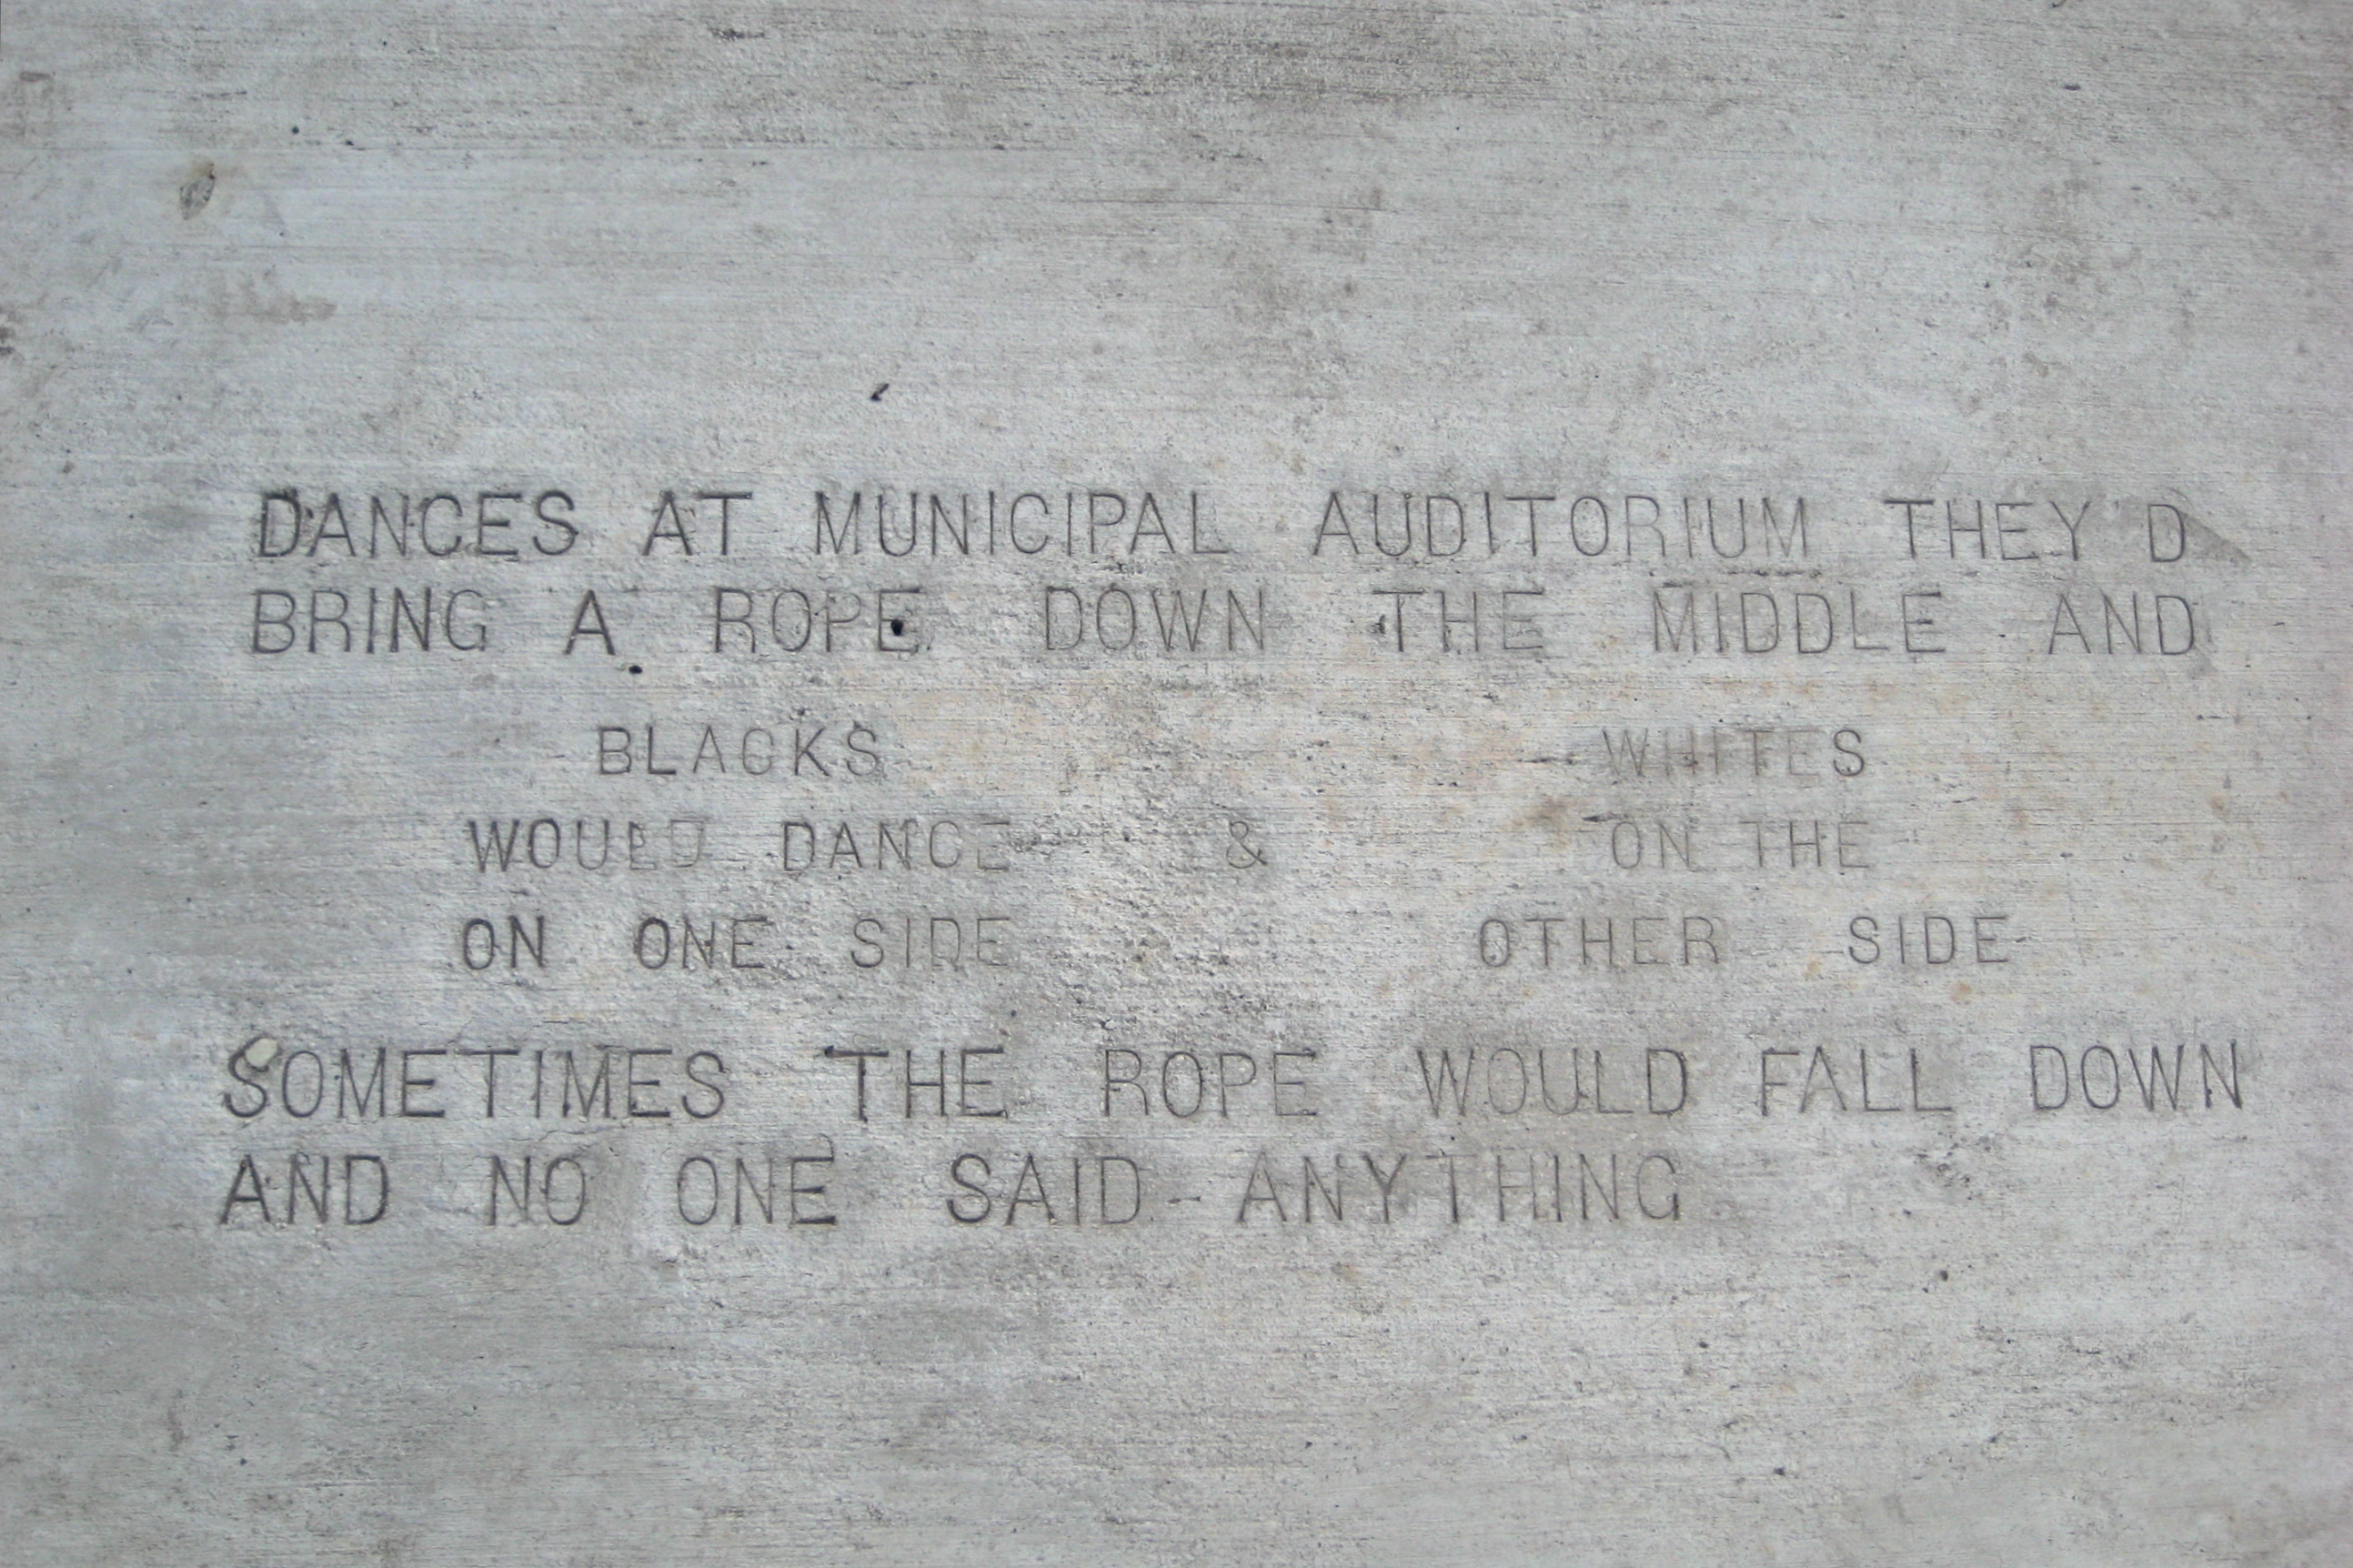 DANCES AT MUNICIPAL AUDITORIUM THEY'D
BRING A ROPE DOWN THE MIDDLE AND
BLACKS WHITES
WOULD DANCE & ON THE
ON ONE SIDE OTHER SIDE
SOMETIMES THE ROPE WOULD FALL DOWN
AND NO ONE SAID ANYTHING